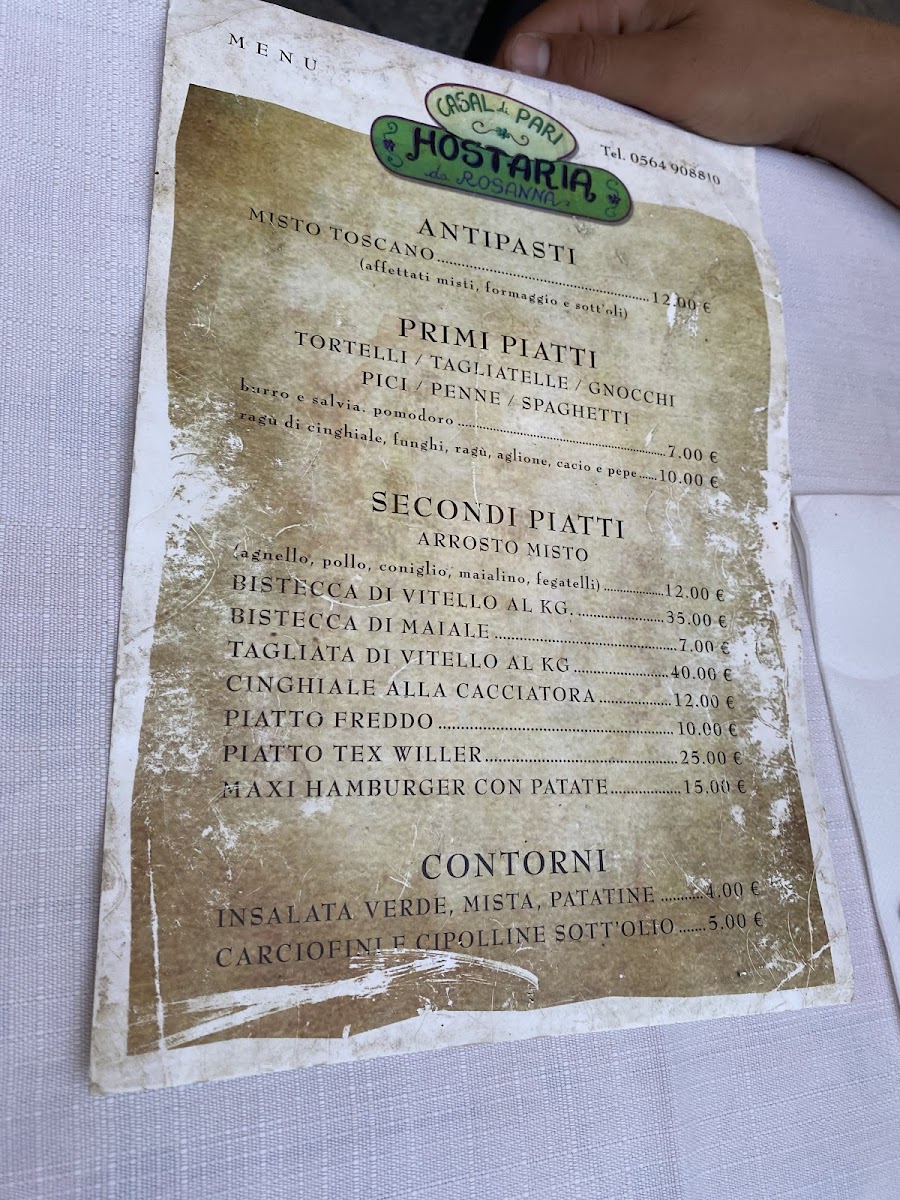 MENU
CASAL di PARI
HOSTARIA
da ROSANNA
Tel. 0564 908810
ANTIPASTI
MISTO TOSCANO........................................12.00 €
(affettati misti, formaggio e sott'oli)
PRIMI PIATTI
TORTELLI / TAGLIATELLE / GNOCCHI
PICI / PENNE / SPAGHETTI
burro e salvia. pomodoro ........................................7.00 €
ragù di cinghiale, funghi, ragù, aglione, cacio e pepe......10.00 €
SECONDI PIATTI
ARROSTO MISTO
(agnello, pollo, coniglio, maialino, fegatelli)..................12.00 €
BISTECCA DI VITELLO AL KG. ....................35.00 €
BISTECCA DI MAIALE ........................................7.00 €
TAGLIATA DI VITELLO AL KG......................40.00 €
CINGHIALE ALLA CACCIATORA ..................12.00 €
PIATTO FREDDO ........................................ 10.00 €
PIATTO TEX WILLER........................................25.00 €
MAXI HAMBURGER CON PATATE..................15.00 €
CONTORNI
INSALATA VERDE, MISTA, PATATINE ...........4.00 €
CARCIOFINI E CIPOLLINE SOTT'OLIO.......5.00 €